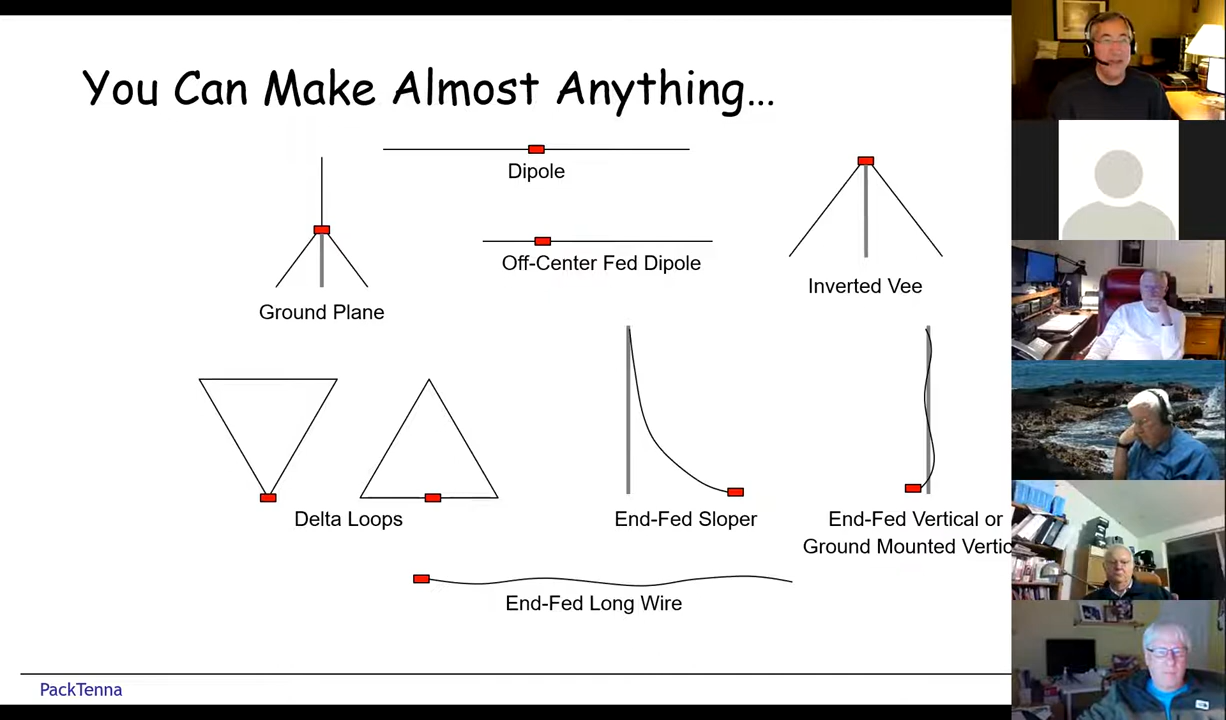 You Can Make Almost Anything...
Dipole
Off-Center Fed Dipole
Inverted Vee
Ground Plane
Delta Loops
End-Fed Sloper
End-Fed Vertical or
Ground Mounted Vertic
End-Fed Long Wire
PackTenna